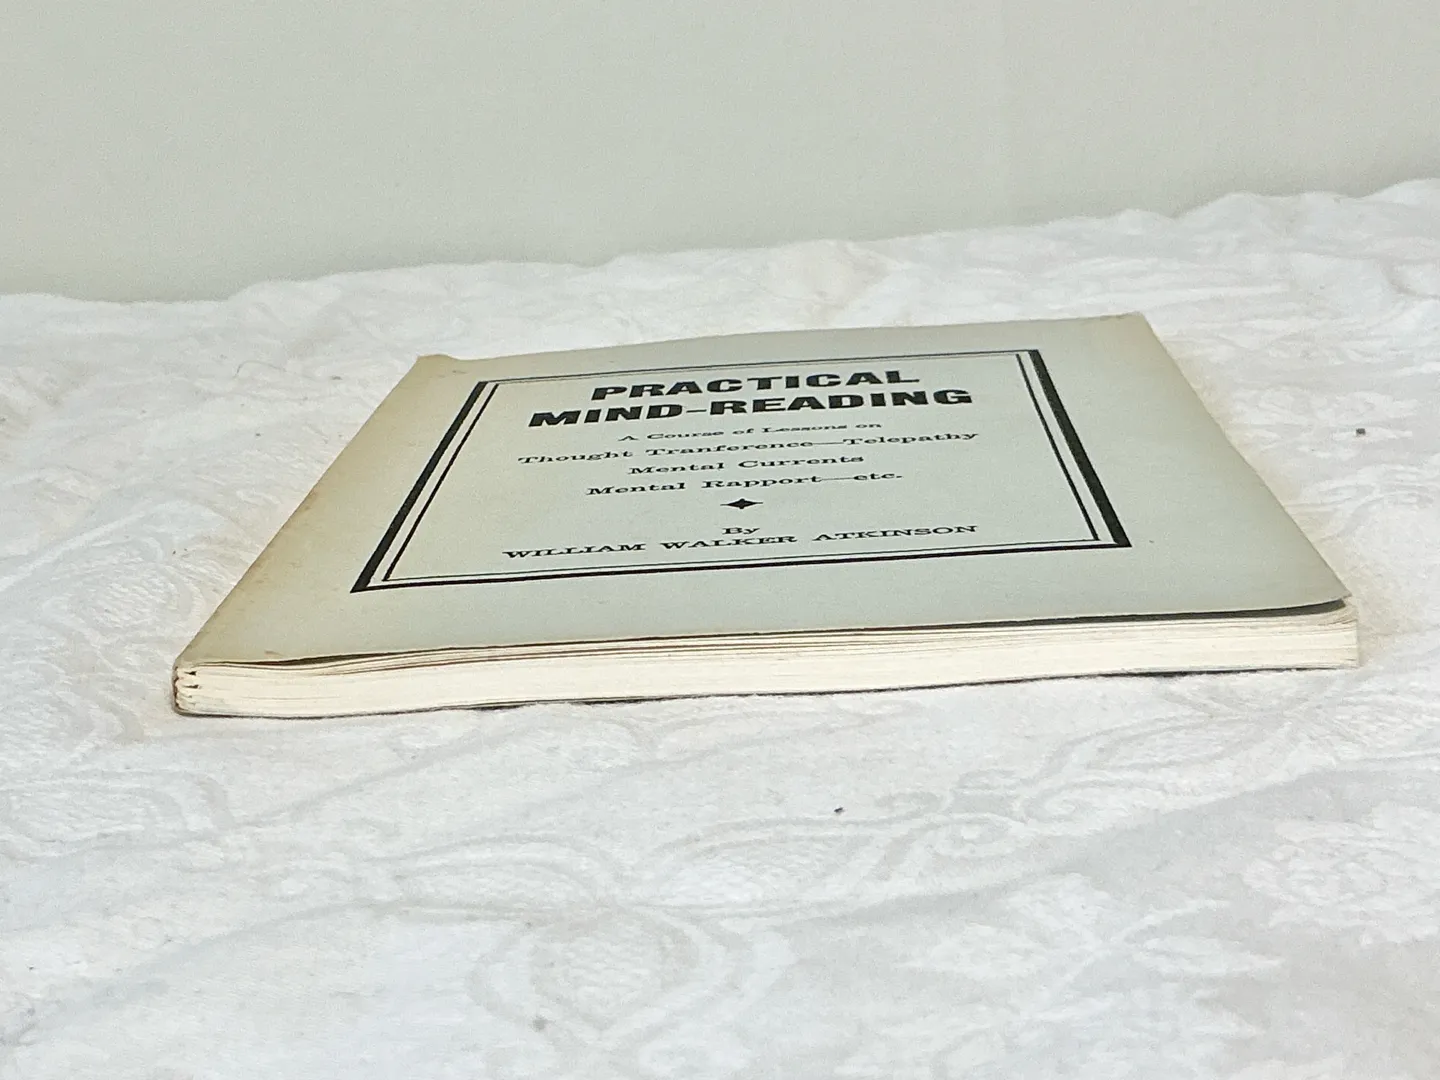 PRACTICAL
MIND-READING
A Course of Lessons on
Thought Tranference—Telepathy
Mental Currents
Mental Rapport—etc.
By
WILLIAM WALKER ATKINSON